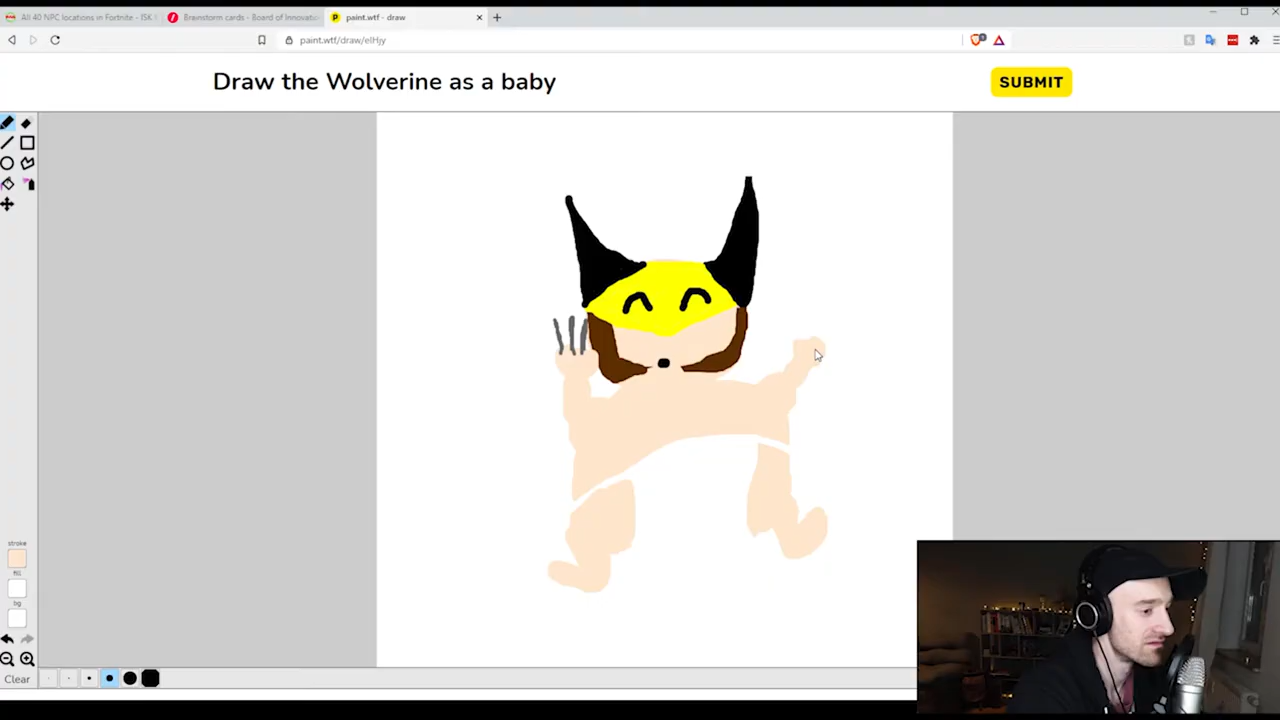 All 40 NPC locations in Fortnite - ISK
Brainstorm cards - Board of Innovati
paint.wtf - draw
paint.wtf/draw/elHjy
Draw the Wolverine as a baby
SUBMIT
stroke
fill
bg
Clear